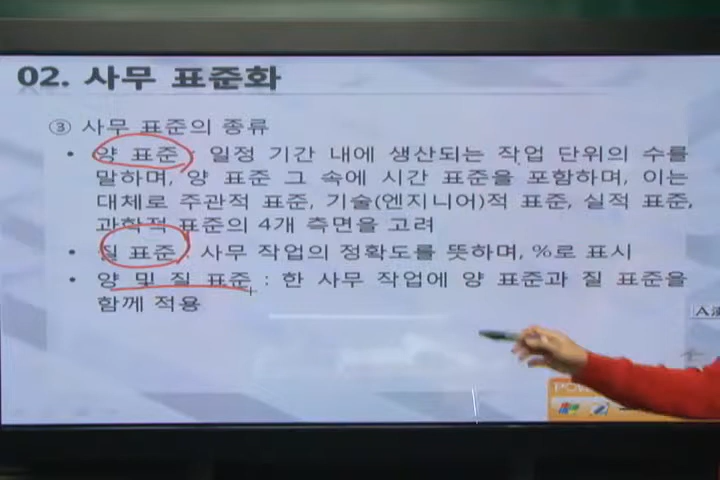 02. 사무 표준화
③ 사무 표준의 종류
• 양 표준 : 일정 기간 내에 생산되는 작업 단위의 수를
말하며, 양 표준 그 속에 시간 표준을 포함하며, 이는
대체로 주관적 표준, 기술(엔지니어)적 표준, 실적 표준,
과학적 표준의 4개 측면을 고려
• 질 표준 : 사무 작업의 정확도를 뜻하며, %로 표시
• 양 및 질 표준 : 한 사무 작업에 양 표준과 질 표준을
함께 적용
A漢